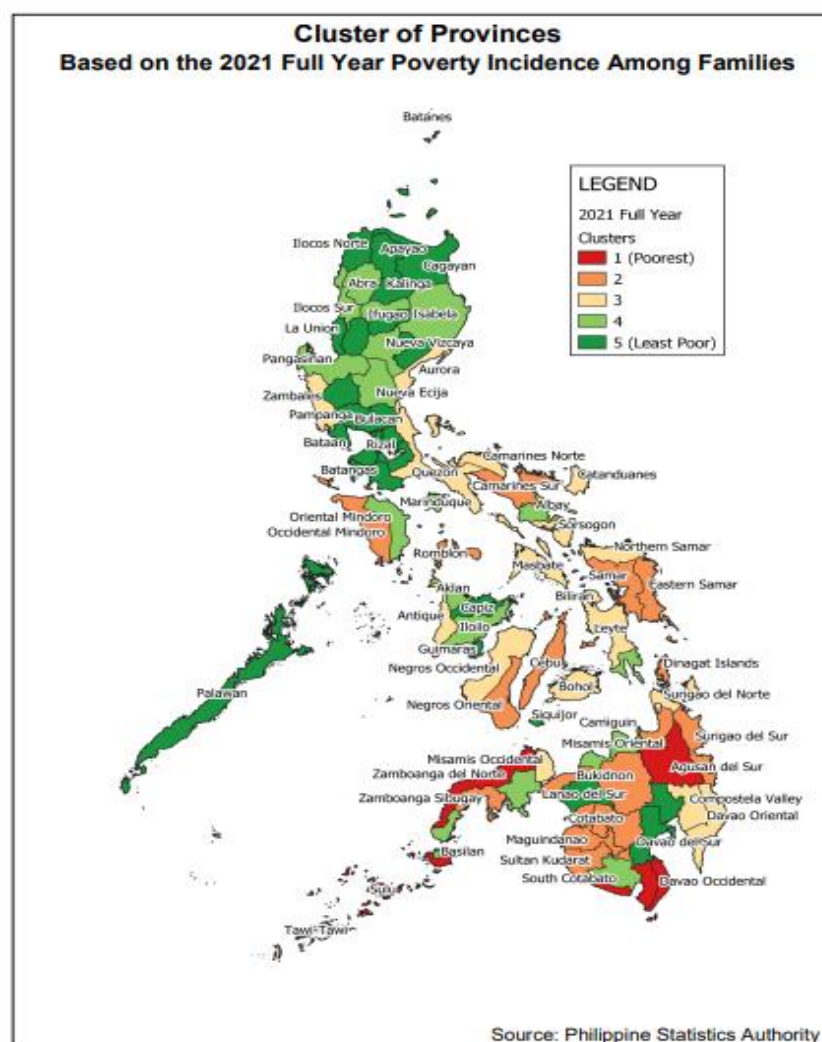 Cluster of Provinces
Based on the 2021 Full Year Poverty Incidence Among Families
Batanes
LEGEND
2021 Full Year
Clusters
1 (Poorest)
2
3
4
5 (Least Poor)
Ilocos Norte
Apayao
Cagayan
Kalinga
Abra
Ilocos Sur
Ifugao
Isabela
La Union
Nueva Vizcaya
Pangasinan
Aurora
Zambales
Nueva Ecija
Pampanga
Bulacan
Bataan
Rizal
Batangas
Quezon
Camarines Norte
Catanduanes
Camarines Sur
Marinduque
Albay
Oriental Mindoro
Sorsogon
Occidental Mindoro
Northern Samar
Romblon
Masbate
Samar
Eastern Samar
Aklan
Biliran
Capiz
Antique
Iloilo
Leyte
Guimaras
Negros Occidental
Cebu
Dinagat Islands
Bohol
Surigao del Norte
Palawan
Negros Oriental
Siquijor
Camiguin
Surigao del Sur
Misamis Oriental
Misamis Occidental
Agusan del Sur
Zamboanga del Norte
Bukidnon
Zamboanga Sibugay
Lanao del Sur
Compostela Valley
Cotabato
Davao Oriental
Maguindanao
Davao del Sur
Basilan
Sultan Kudarat
South Cotabato
Davao Occidental
Sulu
Tawi-Tawi
Source: Philippine Statistics Authority